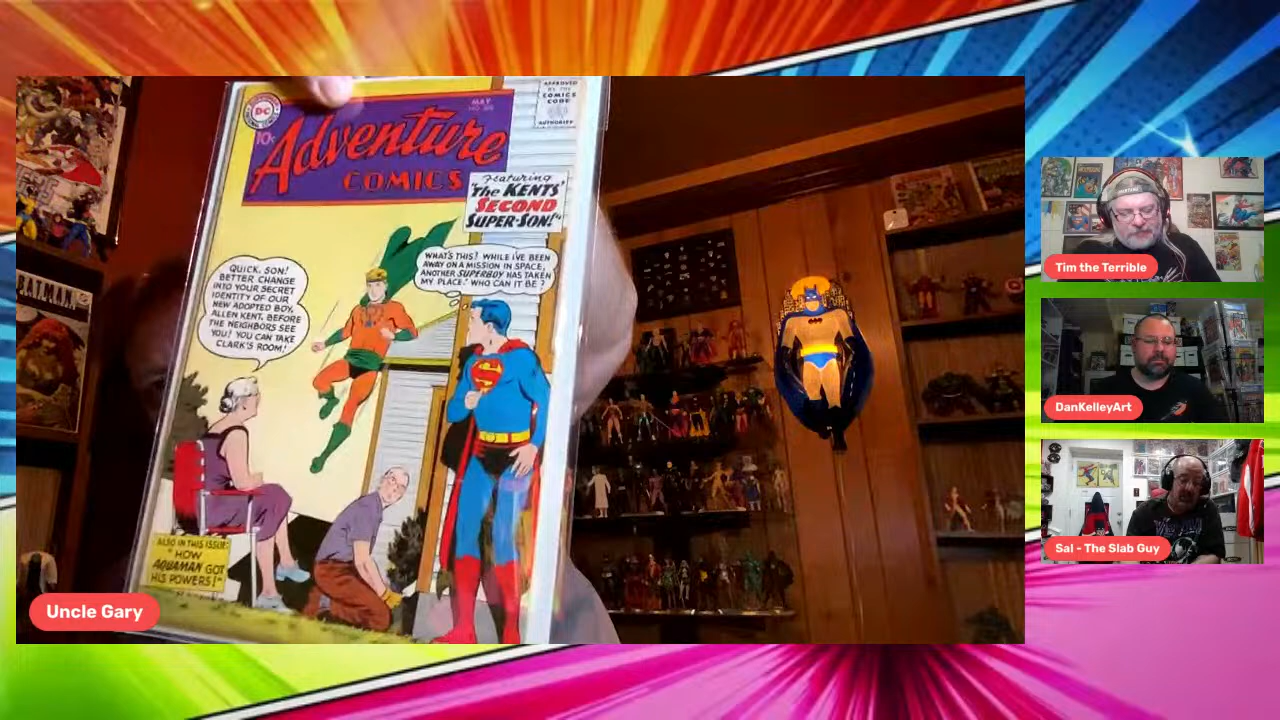 BATMAN
DC
MAY
10¢
Adventure
COMICS
APPROVED
BY THE
COMICS
CODE
AUTHORITY
Featuring
"The KENTS'
SECOND
SUPER-SON!"
WHAT'S THIS? WHILE I'VE BEEN
AWAY ON A MISSION IN SPACE,
ANOTHER SUPERBOY HAS TAKEN
MY PLACE! WHO CAN IT BE?
QUICK, SON!
BETTER CHANGE
INTO YOUR SECRET
IDENTITY OF OUR
NEW ADOPTED BOY,
ALLEN KENT, BEFORE
THE NEIGHBORS SEE
YOU! YOU CAN TAKE
CLARK'S ROOM!
ALSO IN THIS ISSUE:
"HOW
AQUAMAN GOT
HIS POWERS!"
Uncle Gary
Tim the Terrible
DanKelleyArt
Sal - The Slab Guy